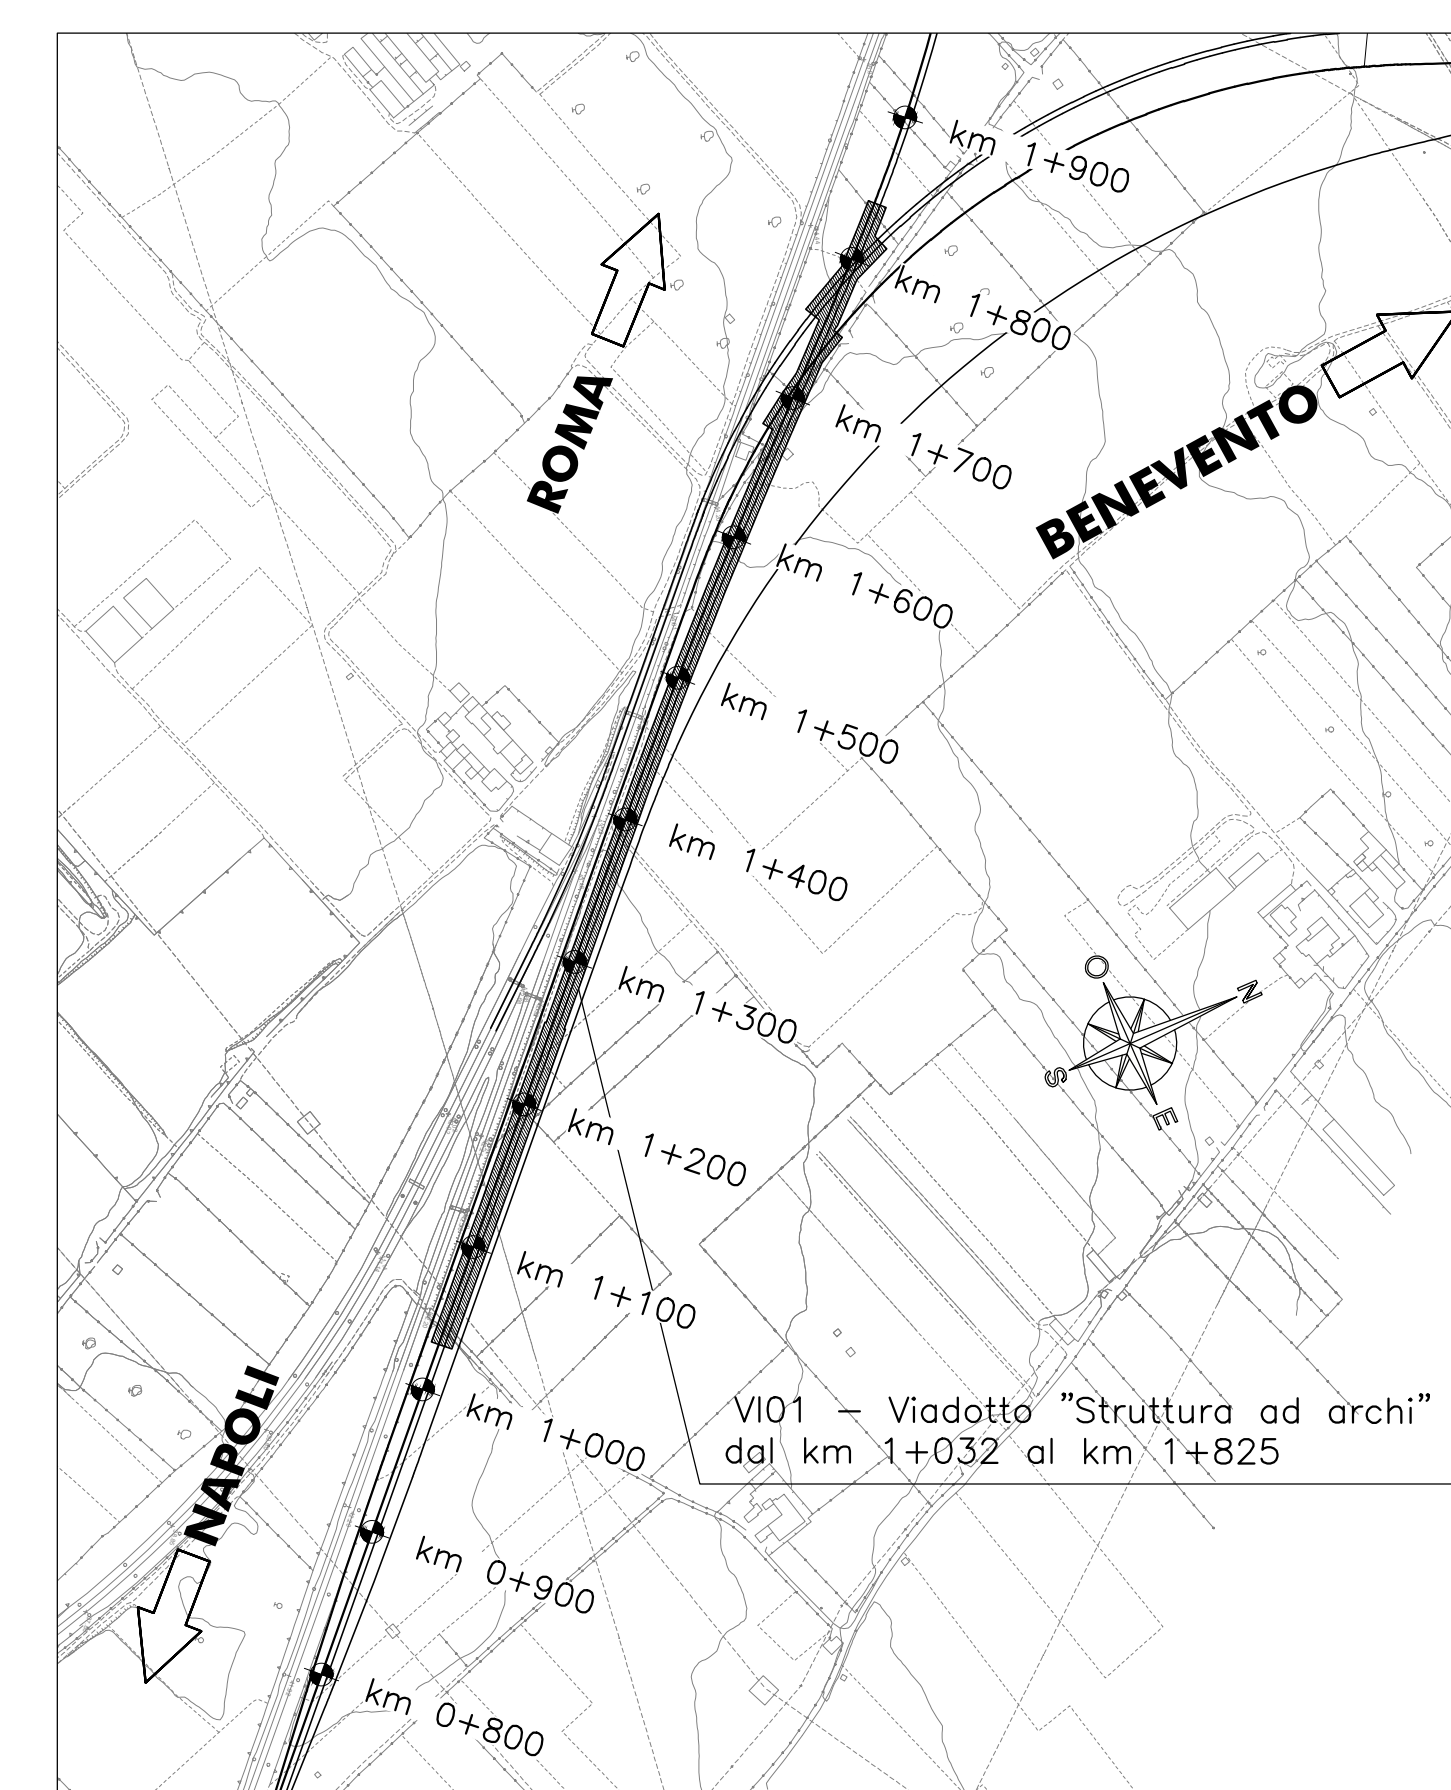 km 1+900
km 1+800
ROMA
BENEVENTO
km 1+700
km 1+600
km 1+500
km 1+400
km 1+300
O
N
S
E
km 1+200
km 1+100
NAPOLI
VI01 – Viadotto "Struttura ad archi"
dal km 1+032 al km 1+825
km 1+000
km 0+900
km 0+800